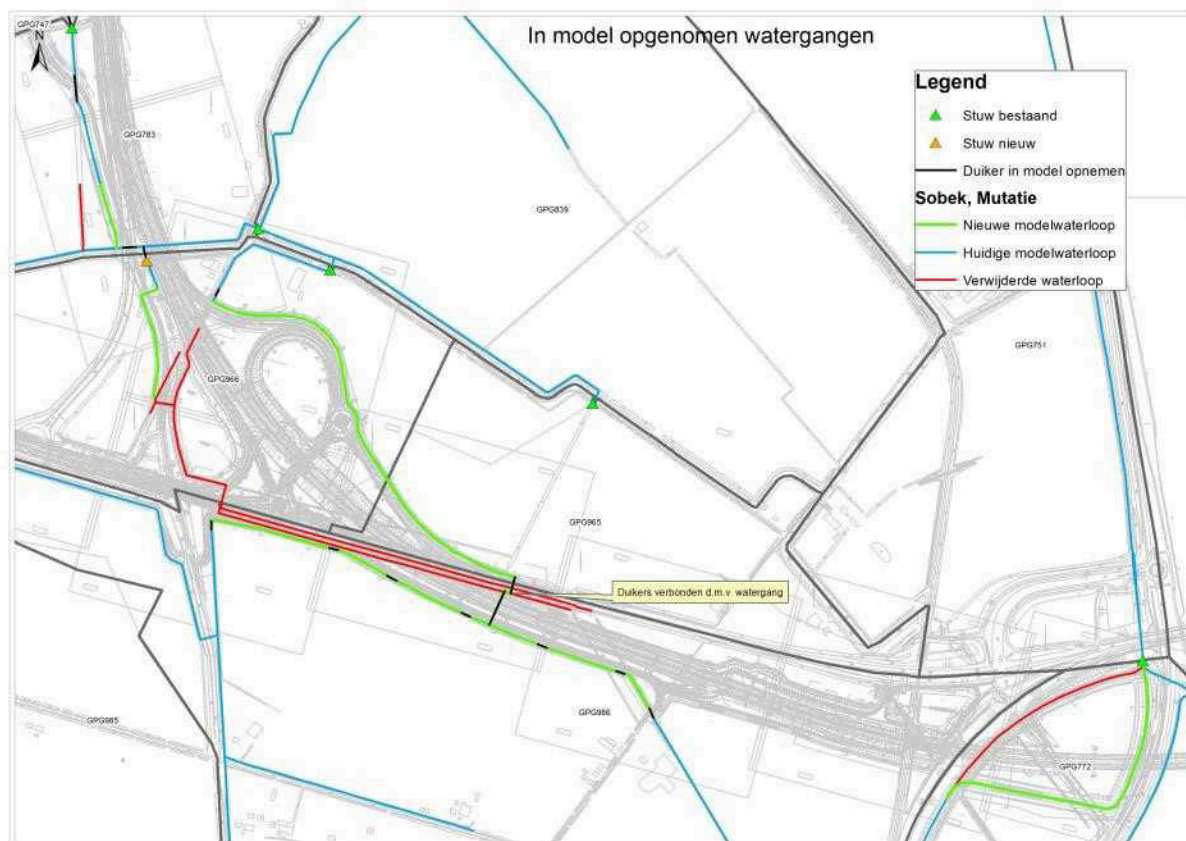 In model opgenomen watergangen
GPG747
N
Legend
Stuw bestaand
Stuw nieuw
Duiker in model opnemen
Sobek, Mutatie
Nieuwe modelwaterloop
Huidige modelwaterloop
Verwijderde waterloop
GPG783
GPG839
GPG751
GPG966
GPG965
Duikers verbonden d.m.v. watergang
GPG985
GPG986
GPG772